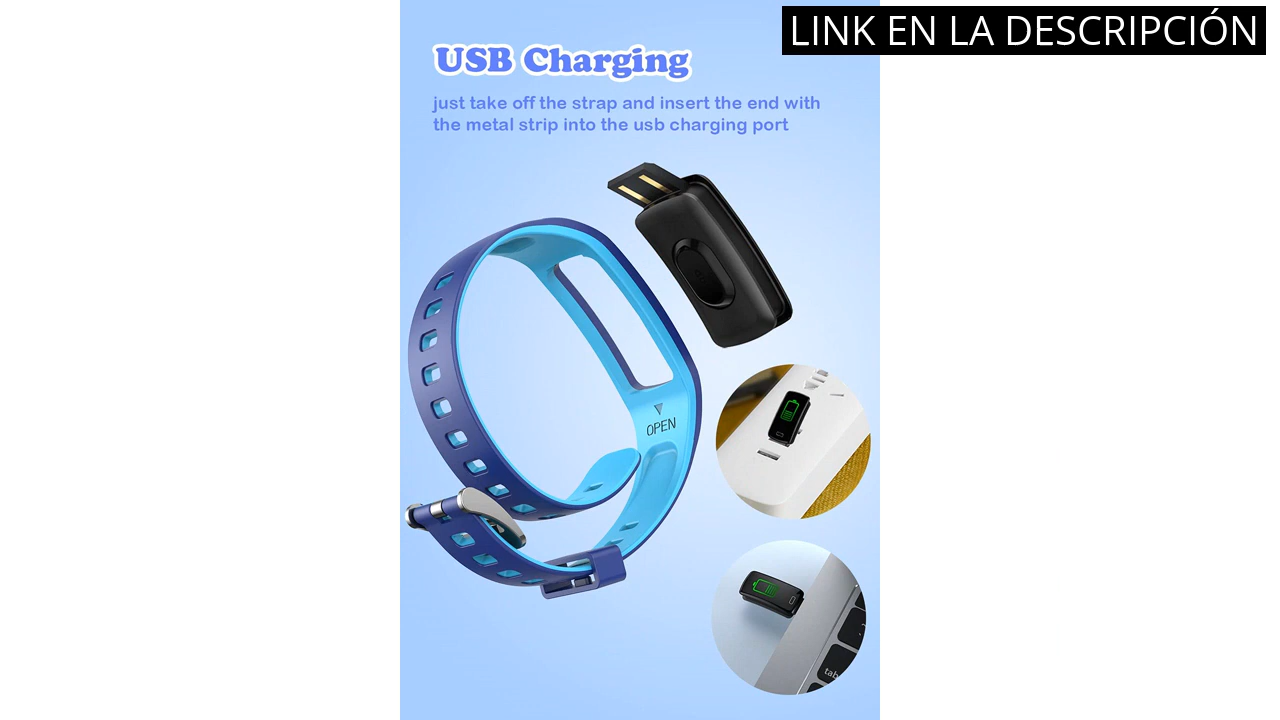 LINK EN LA DESCRIPCIÓN
USB Charging
just take off the strap and insert the end with
the metal strip into the usb charging port
OPEN
tab